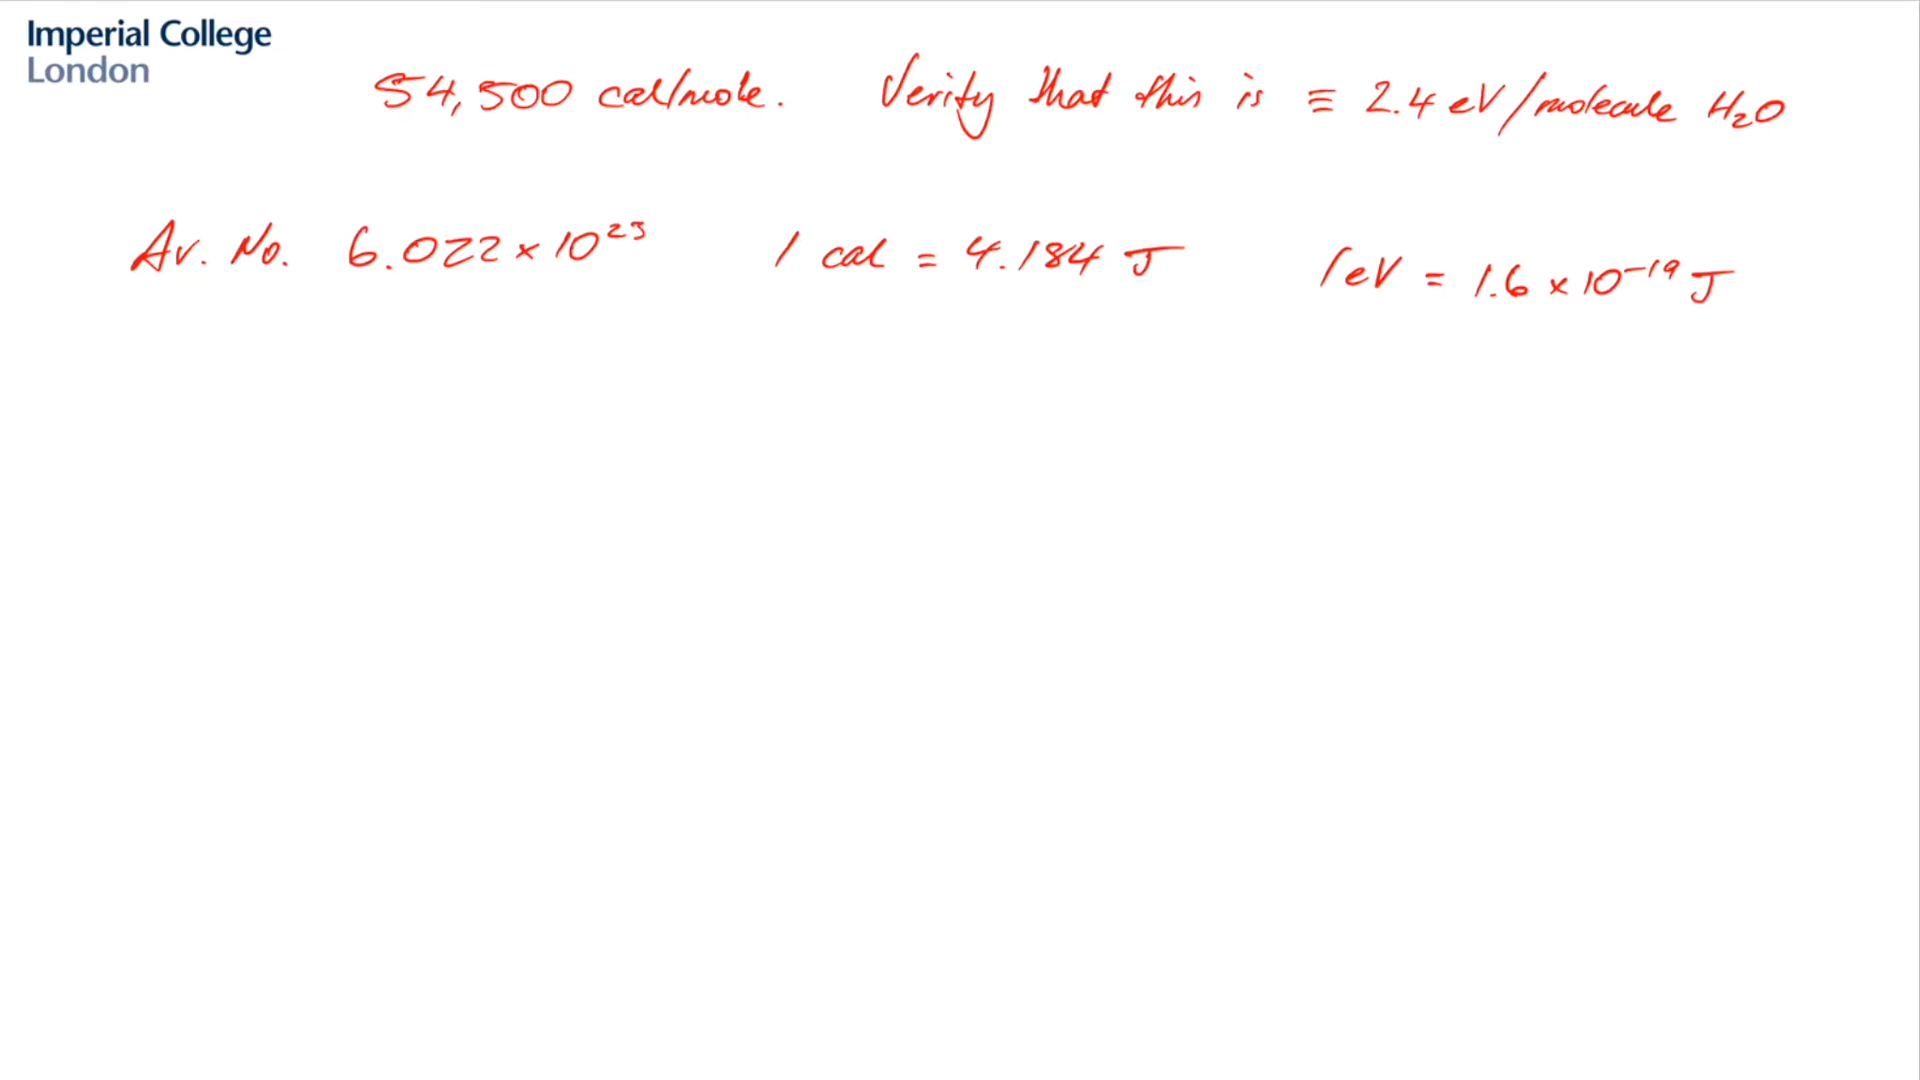 Imperial College
London
54,500 cal/mole. Verify that this is ≡ 2.4 eV/molecule H₂O
Av. No. 6.022 × 10²³ 1 cal = 4.184 J 1eV = 1.6 × 10⁻¹⁹ J